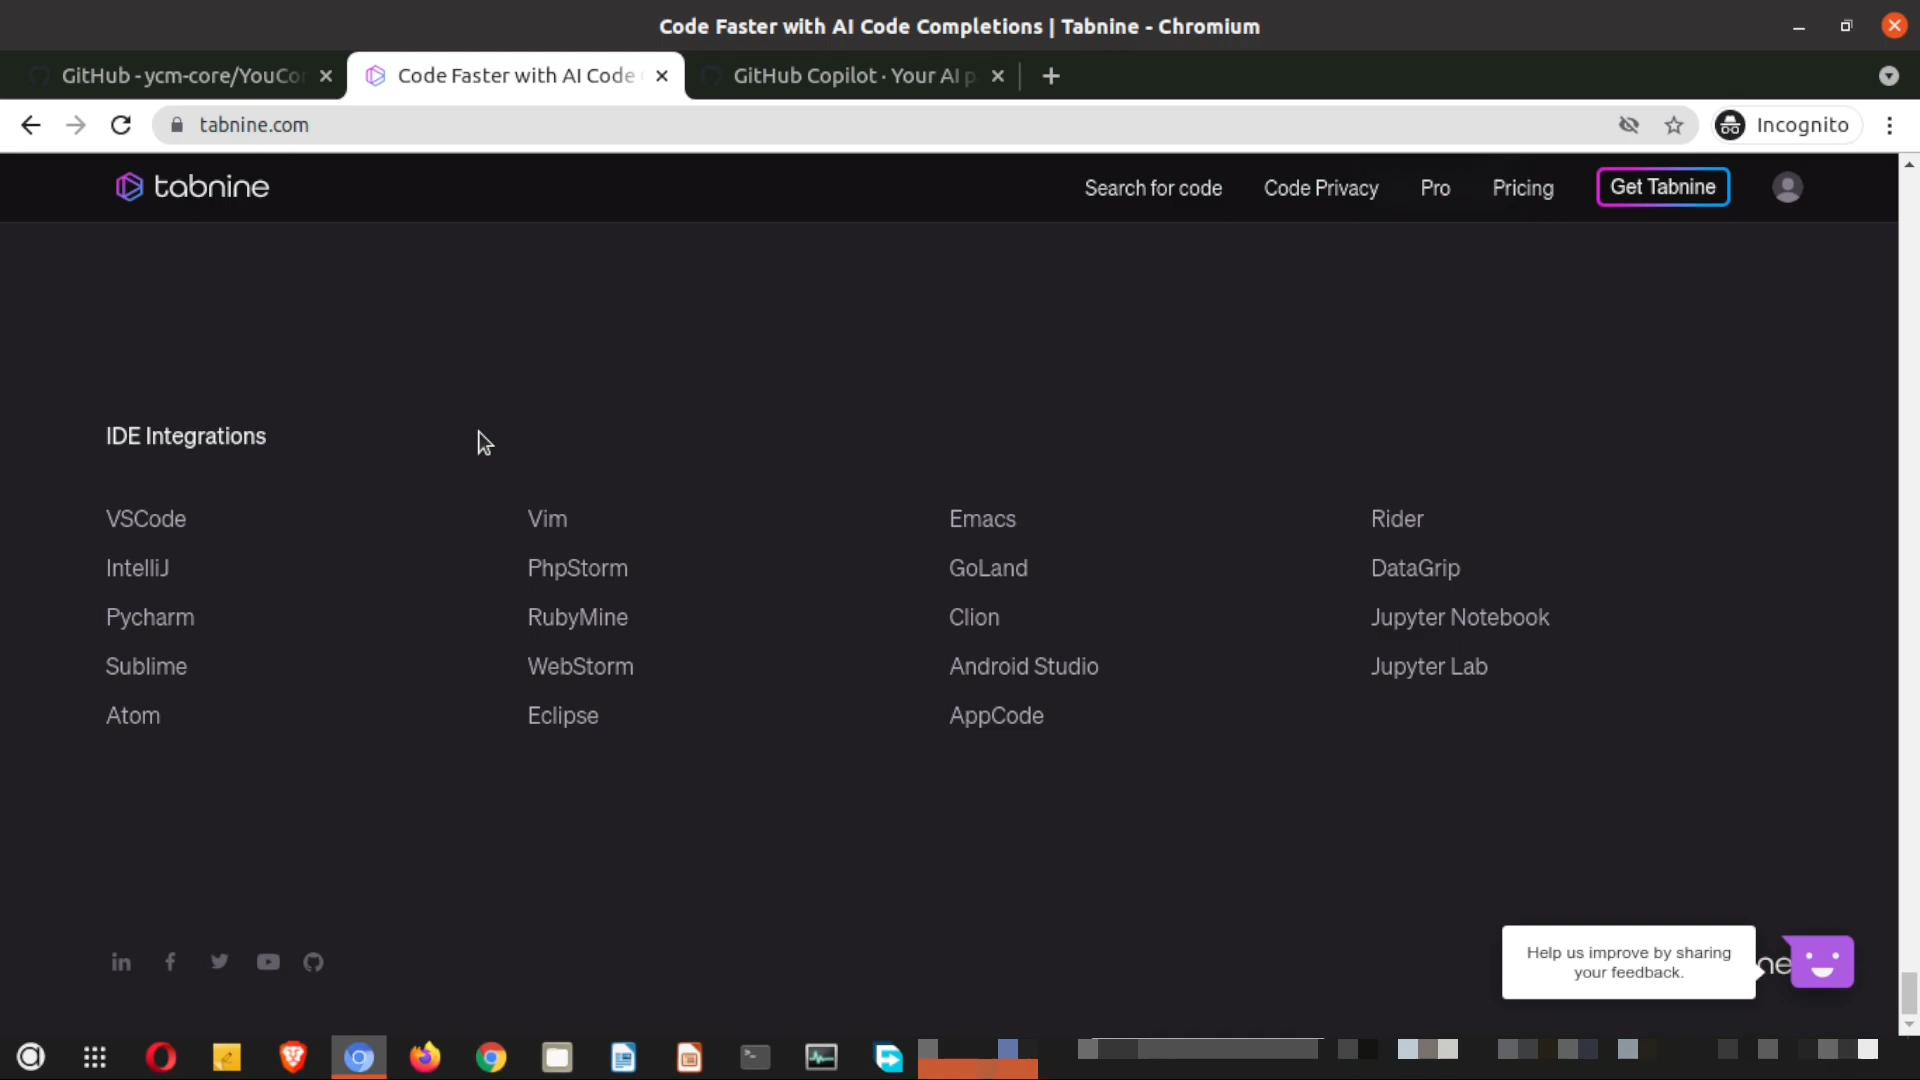 Code Faster with AI Code Completions | Tabnine - Chromium
GitHub - ycm-core/YouCo
Code Faster with AI Code
GitHub Copilot · Your AI p
tabnine.com
Incognito
tabnine
Search for code
Code Privacy
Pro
Pricing
Get Tabnine
IDE Integrations
VSCode
Vim
Emacs
Rider
IntelliJ
PhpStorm
GoLand
DataGrip
Pycharm
RubyMine
Clion
Jupyter Notebook
Sublime
WebStorm
Android Studio
Jupyter Lab
Atom
Eclipse
AppCode
Help us improve by sharing
your feedback.
ne